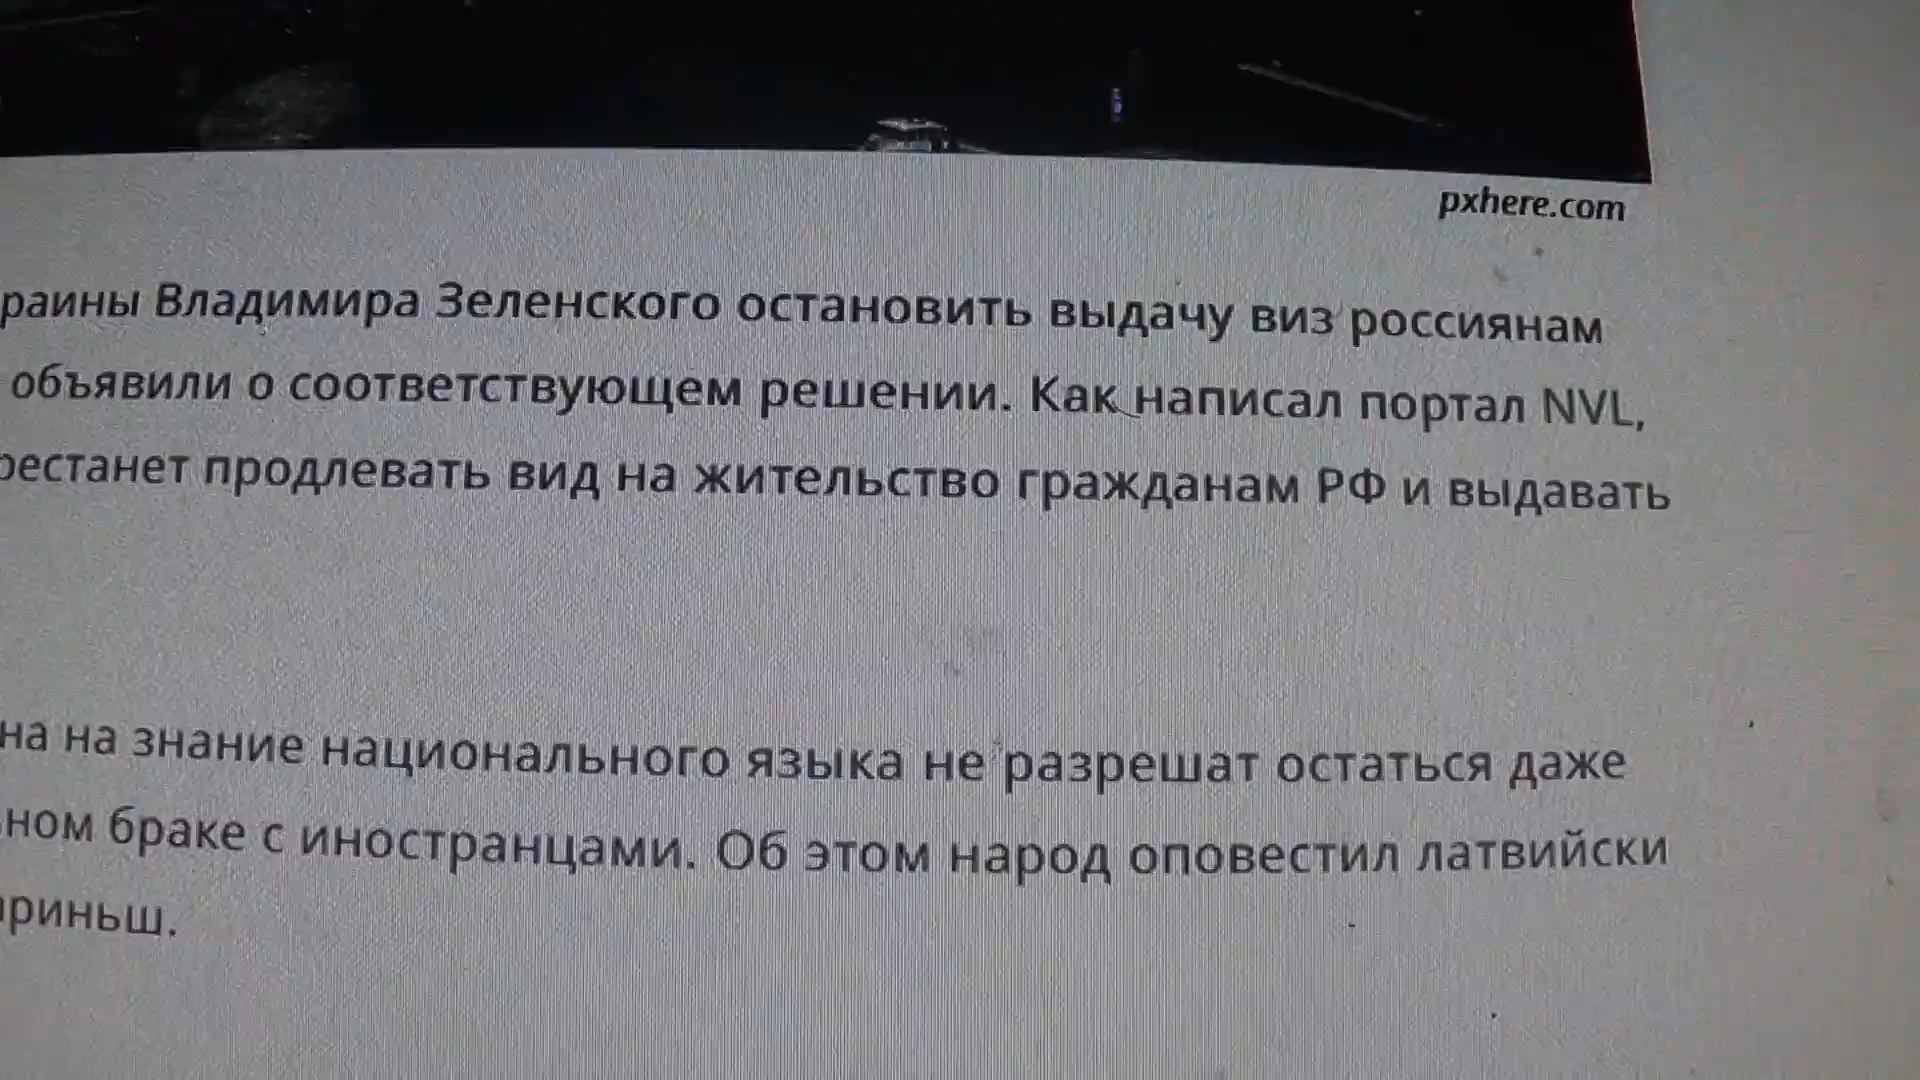 pxhere.com
раины Владимира Зеленского остановить выдачу виз россиянам
объявили о соответствующем решении. Как написал портал NVL,
рестанет продлевать вид на жительство гражданам РФ и выдавать
на на знание национального языка не разрешат остаться даже
ном браке с иностранцами. Об этом народ оповестил латвийски
риньш.